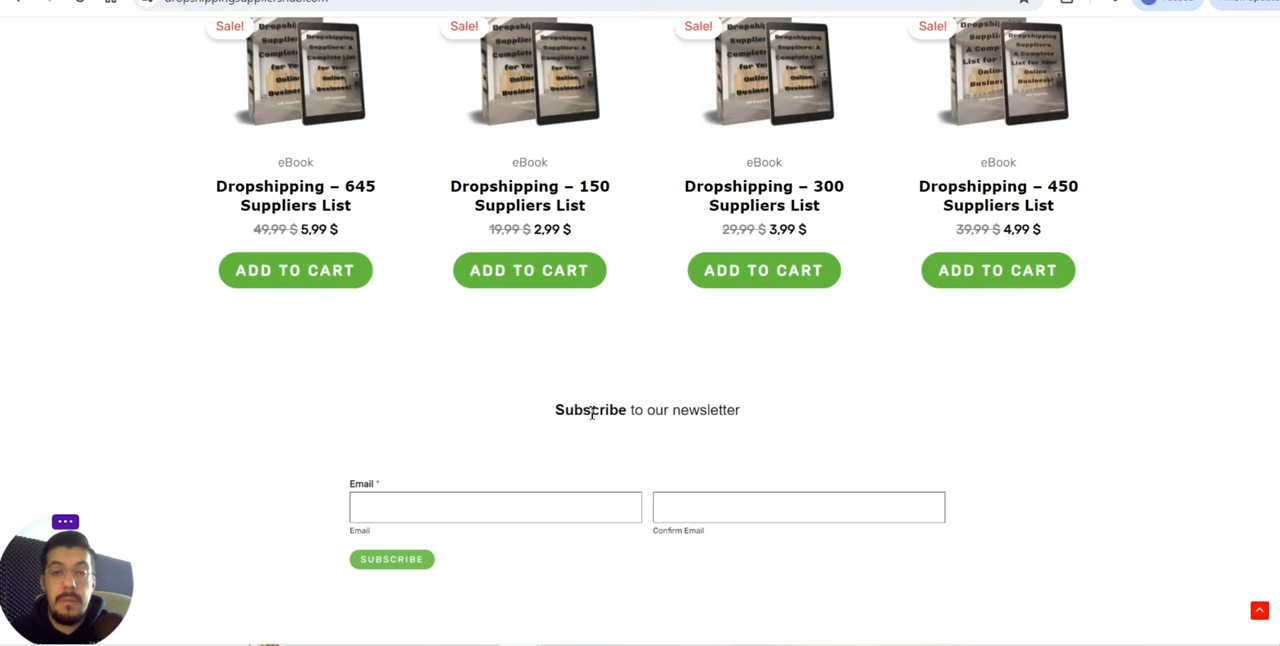 Sale!
Sale!
Sale!
Sale!
eBook
eBook
eBook
eBook
Dropshipping – 645
Suppliers List
Dropshipping – 150
Suppliers List
Dropshipping – 300
Suppliers List
Dropshipping – 450
Suppliers List
49,99 $ 5,99 $
19,99 $ 2,99 $
29,99 $ 3,99 $
39,99 $ 4,99 $
ADD TO CART
ADD TO CART
ADD TO CART
ADD TO CART
Subscribe to our newsletter
Email *
Email
Confirm Email
SUBSCRIBE